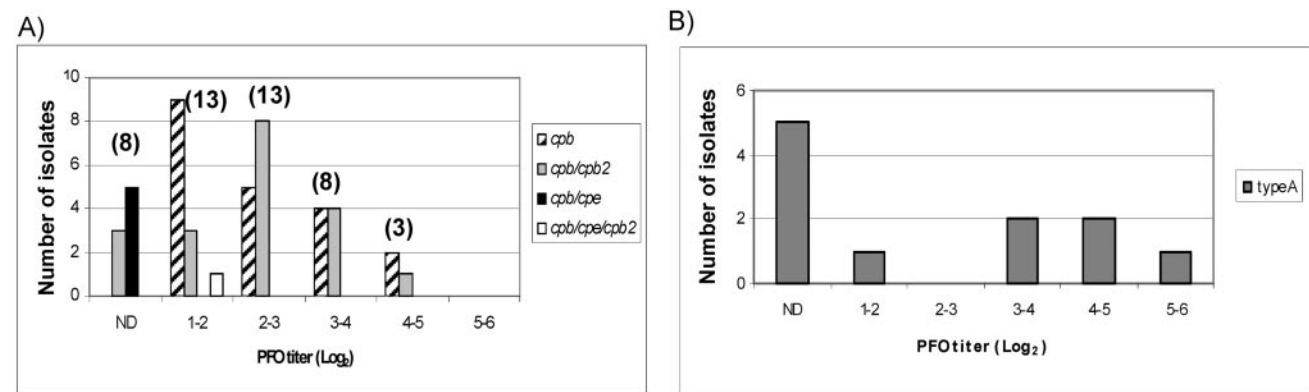 A)
Number of isolates
10
8
6
4
2
0
(8)
(13)
(13)
(8)
(3)
ND 1-2 2-3 3-4 4-5 5-6
PFO titer (Log2)
cpb
cpb/cpb2
cpb/cpe
cpb/cpe/cpb2
B)
Number of isolates
6
4
2
0
ND 1-2 2-3 3-4 4-5 5-6
PFO titer (Log2)
typeA